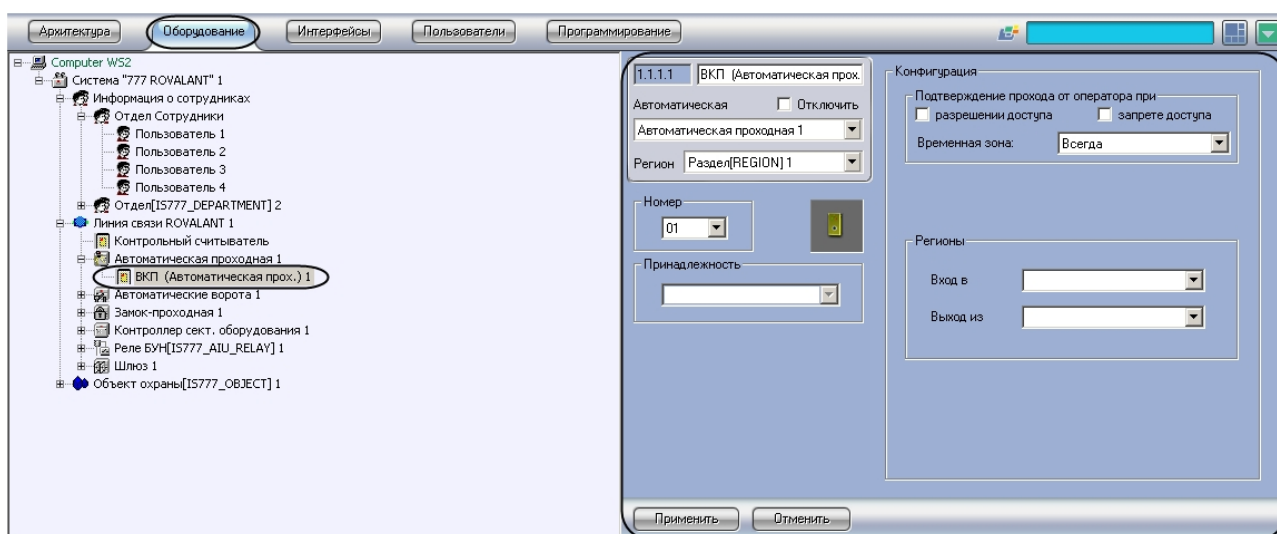 Архитектура Оборудование Интерфейсы Пользователи Программирование
Computer WS2
Система "777 ROVALANT" 1
Информация о сотрудниках
Отдел Сотрудники
Пользователь 1
Пользователь 2
Пользователь 3
Пользователь 4
Отдел[IS777_DEPARTMENT] 2
Линия связи ROVALANT 1
Контрольный считыватель
Автоматическая проходная 1
ВКП (Автоматическая прох.) 1
Автоматические ворота 1
Замок-проходная 1
Контроллер сект. оборудования 1
Реле БУН[IS777_AIU_RELAY] 1
Шлюз 1
Объект охраны[IS777_OBJECT] 1
1.1.1.1 ВКП (Автоматическая прох.
Автоматическая Отключить
Автоматическая проходная 1
Регион Раздел[REGION] 1
Номер
01
Принадлежность
Конфигурация
Подтверждение прохода от оператора при
разрешении доступа запрете доступа
Временная зона: Всегда
Регионы
Вход в
Выход из
Применить Отменить